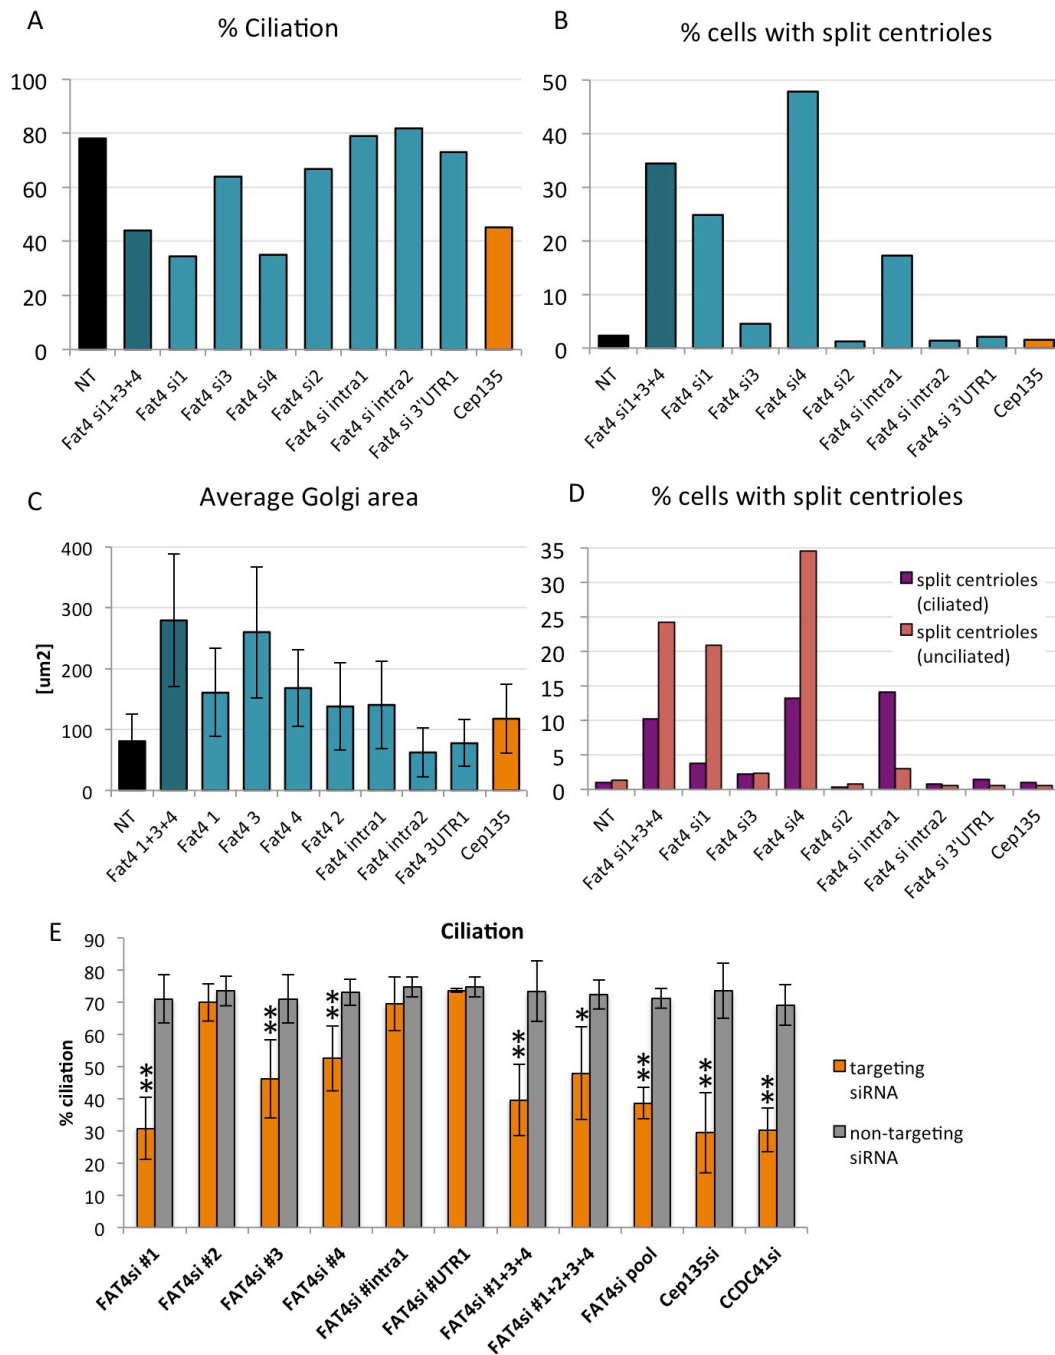 A
% Ciliation
100
80
60
40
20
0
NT
Fat4 si1+3+4
Fat4 si1
Fat4 si3
Fat4 si4
Fat4 si2
Fat4 si intra1
Fat4 si intra2
Fat4 si 3'UTR1
Cep135
B
% cells with split centrioles
50
40
30
20
10
0
NT
Fat4 si1+3+4
Fat4 si1
Fat4 si3
Fat4 si4
Fat4 si2
Fat4 si intra1
Fat4 si intra2
Fat4 si 3'UTR1
Cep135
C
Average Golgi area
[um2]
400
300
200
100
0
NT
Fat4 1+3+4
Fat4 1
Fat4 3
Fat4 4
Fat4 2
Fat4 intra1
Fat4 intra2
Fat4 3UTR1
Cep135
D
% cells with split centrioles
35
30
25
20
15
10
5
0
split centrioles
(ciliated)
split centrioles
(unciliated)
NT
Fat4 si1+3+4
Fat4 si1
Fat4 si3
Fat4 si4
Fat4 si2
Fat4 si intra1
Fat4 si intra2
Fat4 si 3'UTR1
Cep135
E
Ciliation
% ciliation
90
80
70
60
50
40
30
20
10
0
**
**
**
**
*
**
**
**
targeting
siRNA
non-targeting
siRNA
FAT4si #1
FAT4si #2
FAT4si #3
FAT4si #4
FAT4si #intra1
FAT4si #UTR1
FAT4si #1+3+4
FAT4si #1+2+3+4
FAT4si pool
Cep135si
CCDC41si